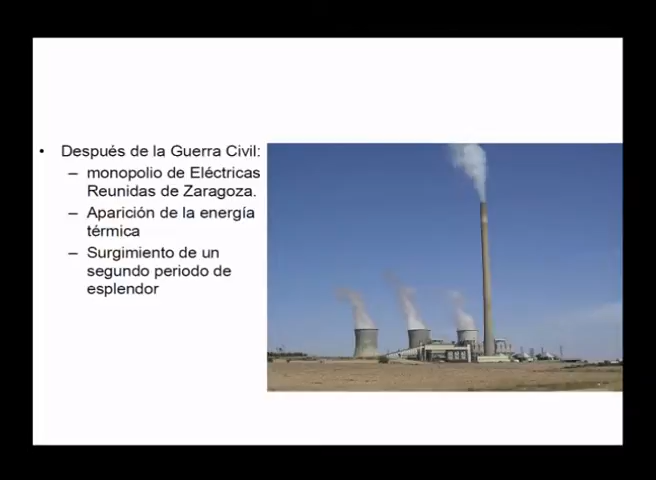 • Después de la Guerra Civil:
– monopolio de Eléctricas
Reunidas de Zaragoza.
– Aparición de la energía
térmica
– Surgimiento de un
segundo periodo de
esplendor